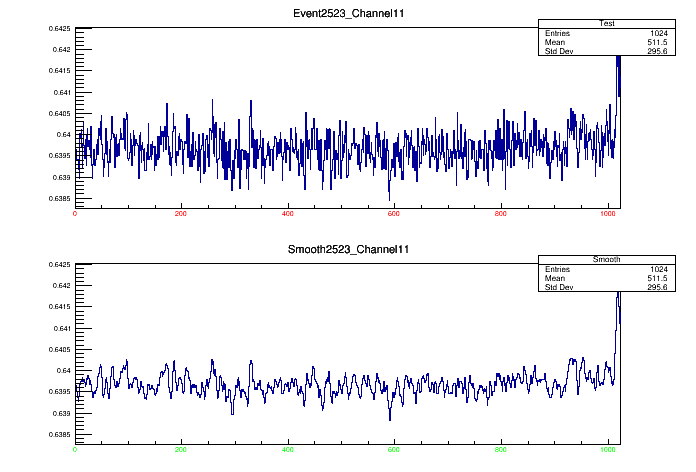 Event2523_Channel11
Test
Entries 1024
Mean 511.5
Std Dev 295.6
0.6425
0.642
0.6415
0.641
0.6405
0.64
0.6395
0.639
0.6385
0 200 400 600 800 1000
Smooth2523_Channel11
Smooth
Entries 1024
Mean 511.5
Std Dev 295.6
0.6425
0.642
0.6415
0.641
0.6405
0.64
0.6395
0.639
0.6385
0 200 400 600 800 1000